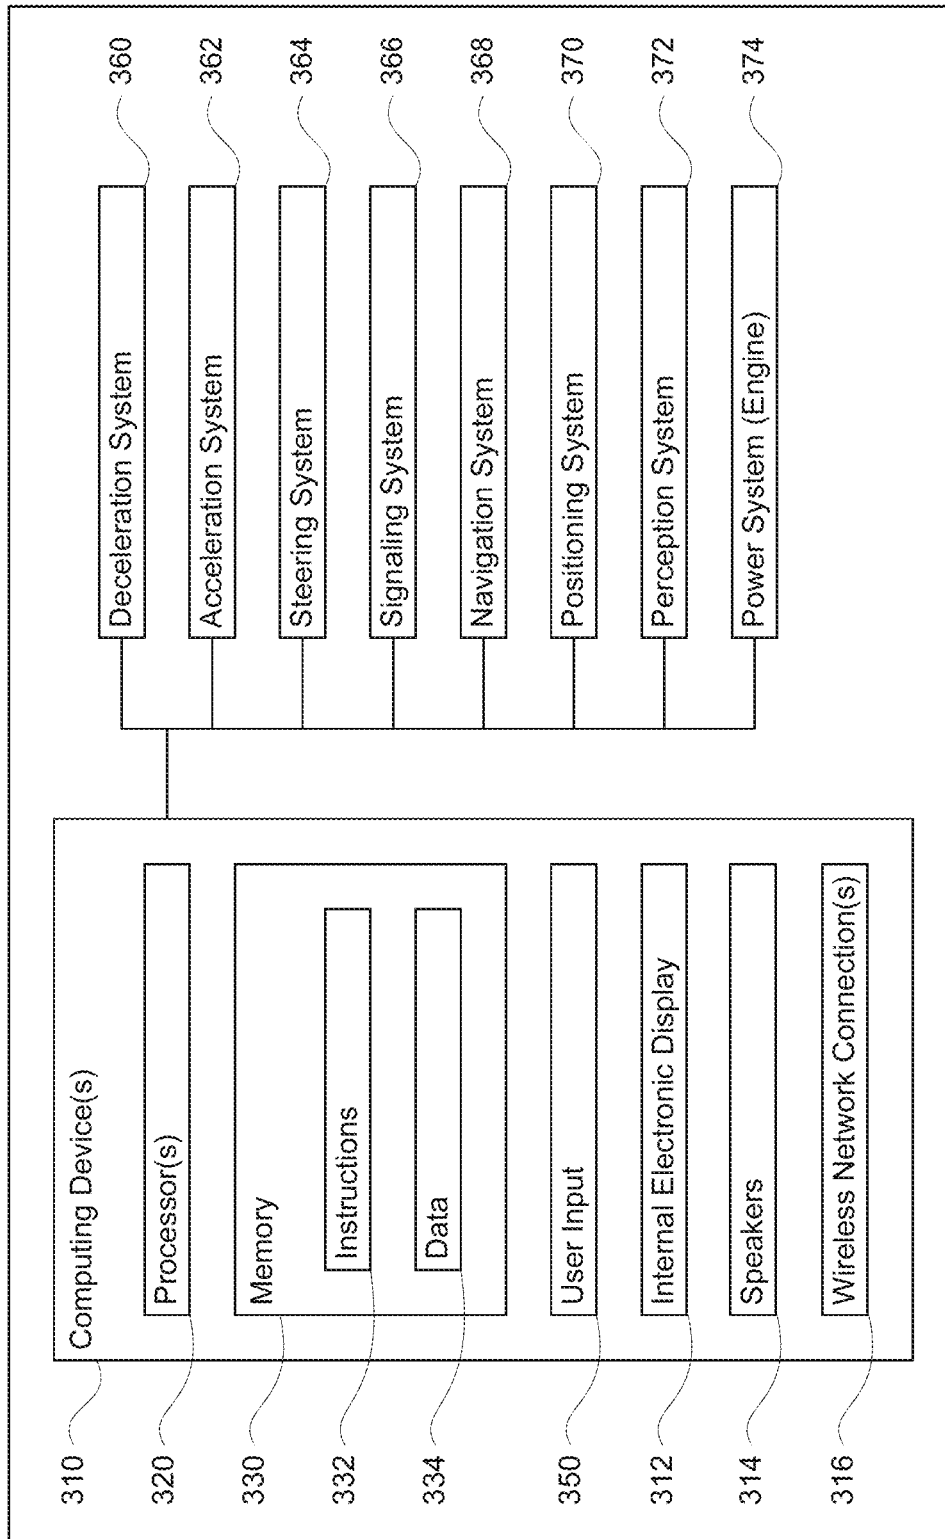 310
Computing Device(s)
320
Processor(s)
330
Memory
332
Instructions
334
Data
350
User Input
312
Internal Electronic Display
314
Speakers
316
Wireless Network Connection(s)
Deceleration System
360
Acceleration System
362
Steering System
364
Signaling System
366
Navigation System
368
Positioning System
370
Perception System
372
Power System (Engine)
374